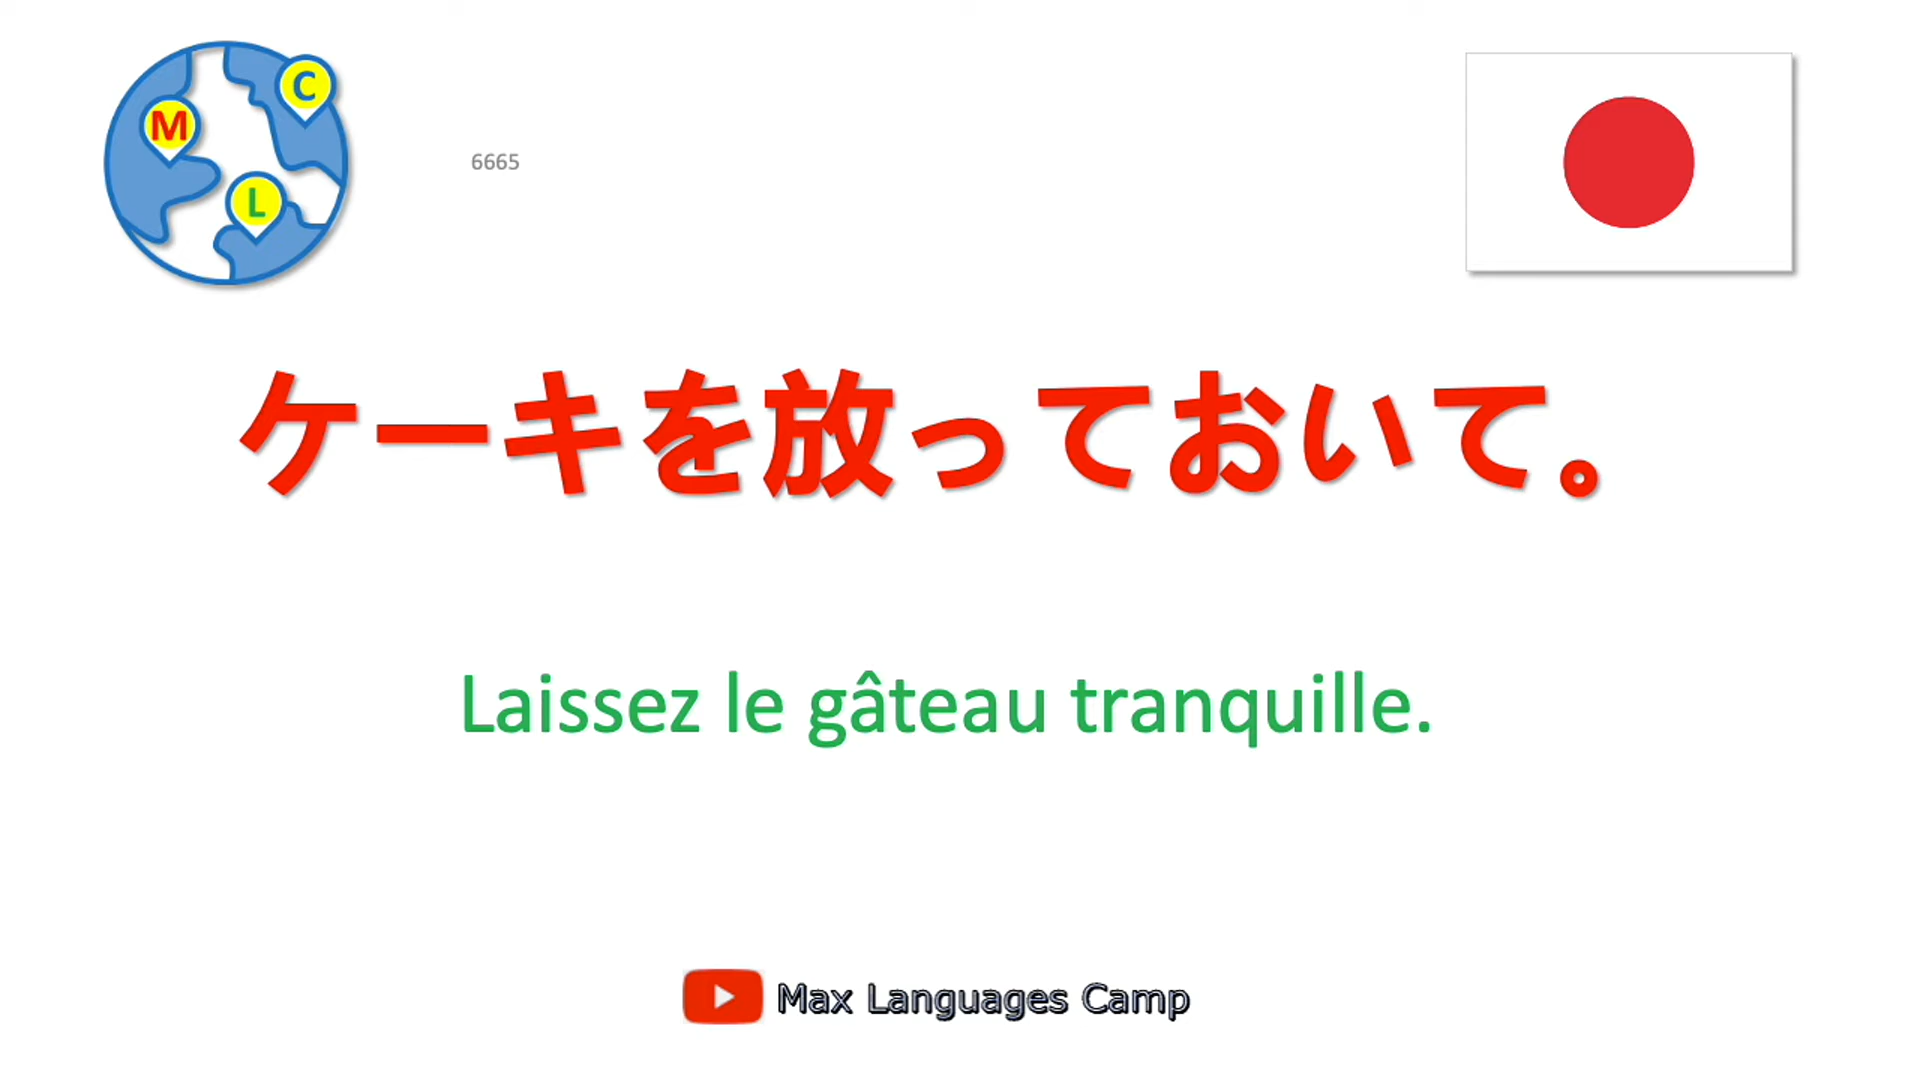 M
C
L
6665
ケーキを放っておいて。
Laissez le gâteau tranquille.
Max Languages Camp